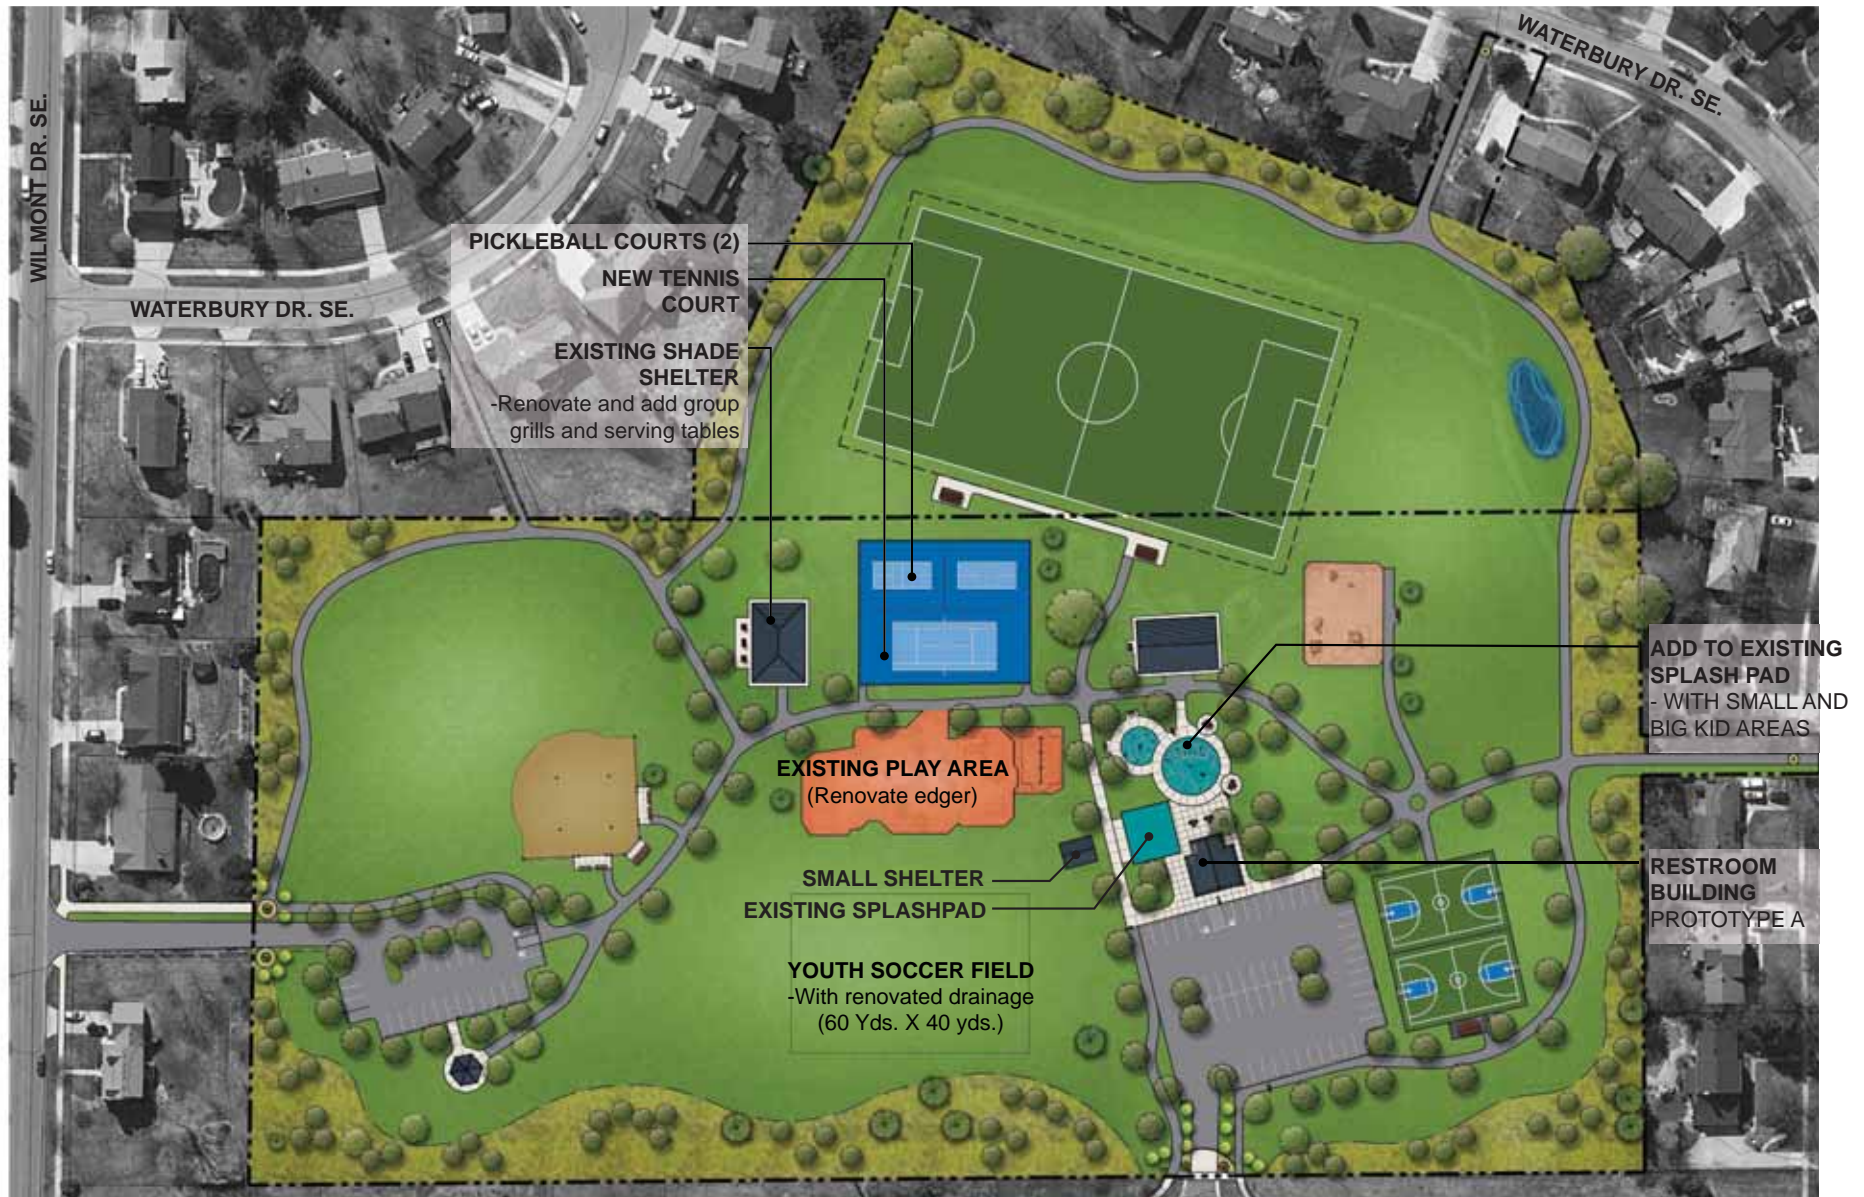 WATERBURY DR. SE.
WILMONT DR. SE.
PICKLEBALL COURTS (2)
NEW TENNIS
COURT
WATERBURY DR. SE.
EXISTING SHADE
SHELTER
-Renovate and add group
grills and serving tables
ADD TO EXISTING
SPLASH PAD
- WITH SMALL AND
BIG KID AREAS
EXISTING PLAY AREA
(Renovate edger)
SMALL SHELTER
EXISTING SPLASHPAD
RESTROOM
BUILDING
PROTOTYPE A
YOUTH SOCCER FIELD
-With renovated drainage
(60 Yds. X 40 yds.)